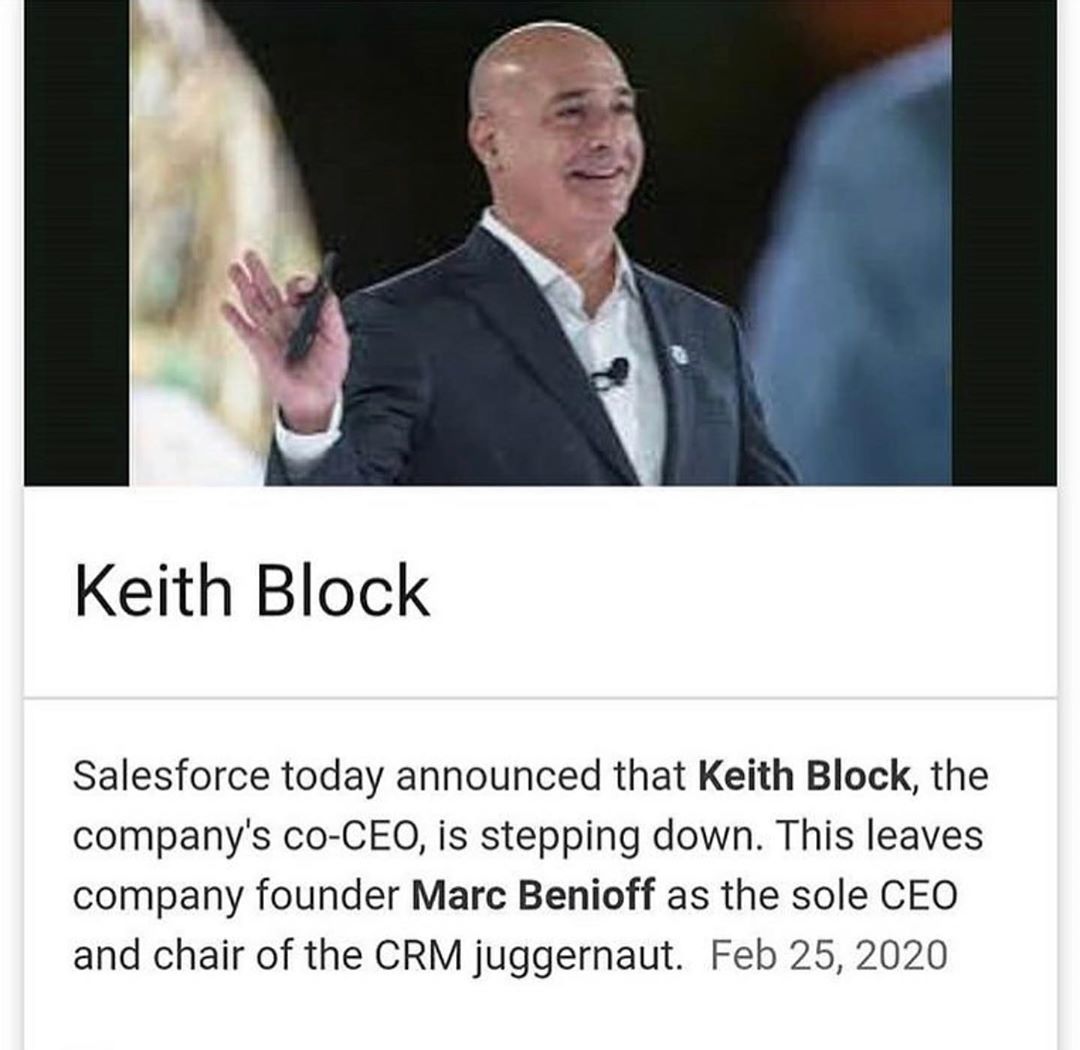 Keith Block
Salesforce today announced that Keith Block, the
company's co-CEO, is stepping down. This leaves
company founder Marc Benioff as the sole CEO
and chair of the CRM juggernaut. Feb 25, 2020